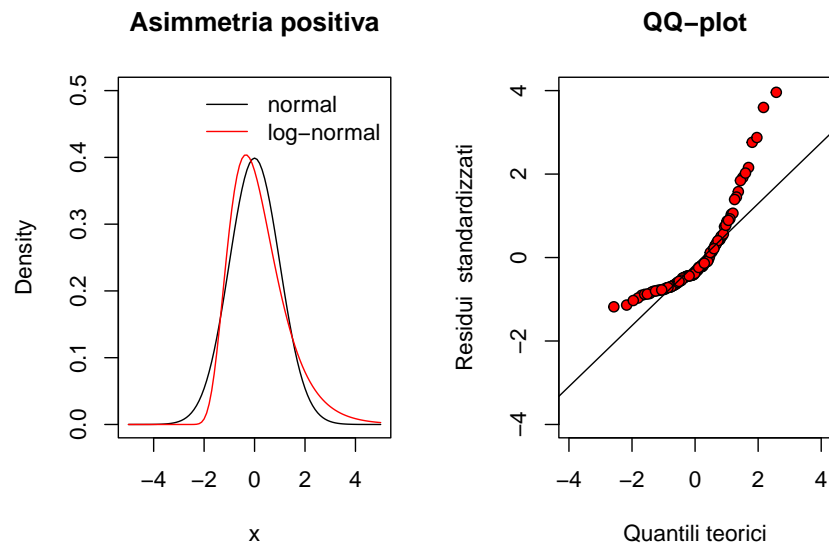 Asimmetria positiva
Density
0.0 0.1 0.2 0.3 0.4 0.5
normal
log−normal
−4 −2 0 2 4
x
QQ−plot
Residui standardizzati
−4 −2 0 2 4
−4 −2 0 2 4
Quantili teorici